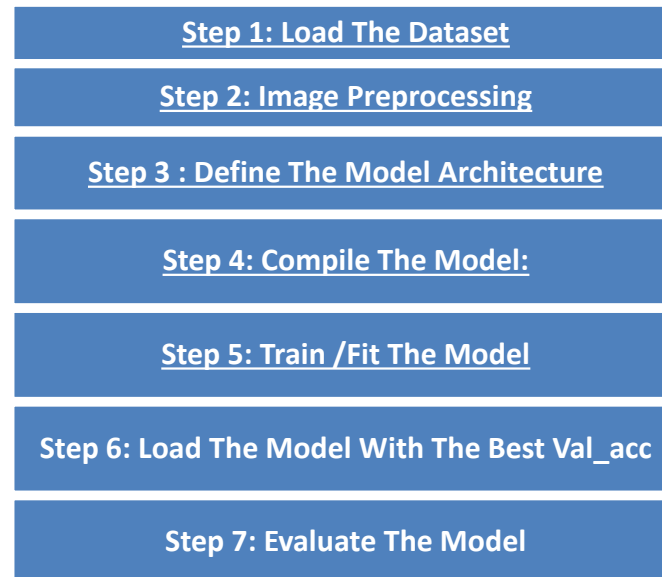 Step 1: Load The Dataset
Step 2: Image Preprocessing
Step 3 : Define The Model Architecture
Step 4: Compile The Model:
Step 5: Train /Fit The Model
Step 6: Load The Model With The Best Val_acc
Step 7: Evaluate The Model